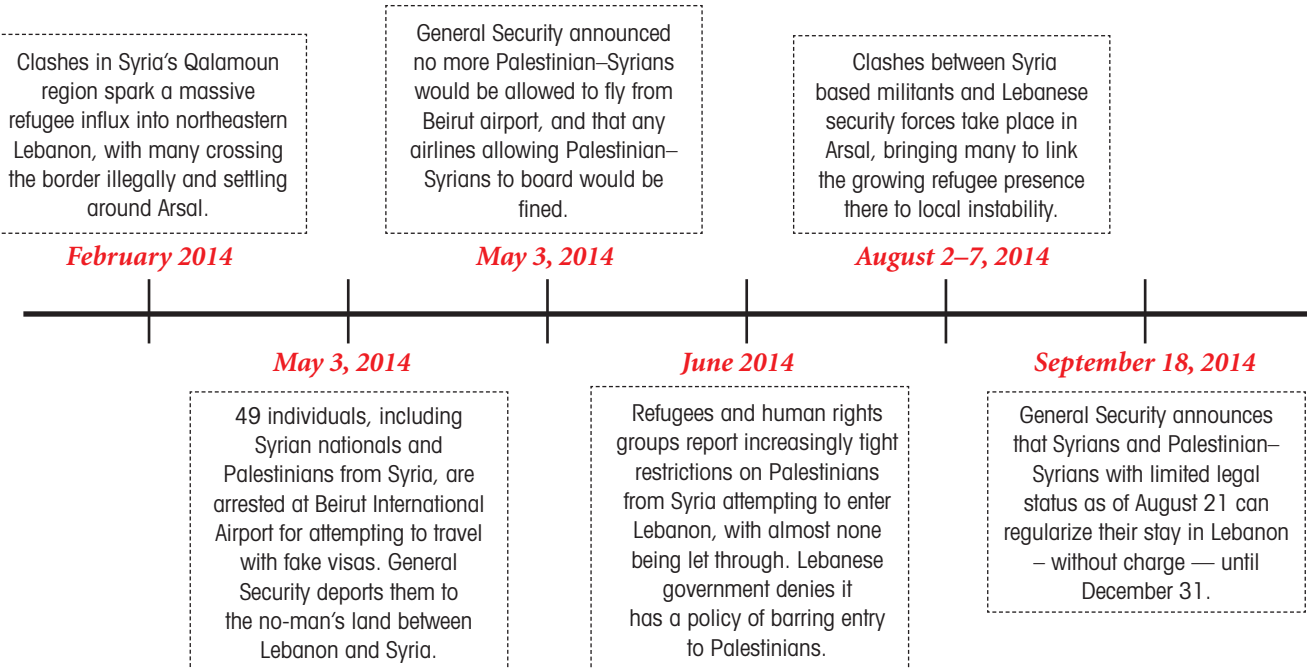 Clashes in Syria's Qalamoun
region spark a massive
refugee influx into northeastern
Lebanon, with many crossing
the border illegally and settling
around Arsal.
February 2014
May 3, 2014
49 individuals, including
Syrian nationals and
Palestinians from Syria, are
arrested at Beirut International
Airport for attempting to travel
with fake visas. General
Security deports them to
the no-man's land between
Lebanon and Syria.
General Security announced
no more Palestinian–Syrians
would be allowed to fly from
Beirut airport, and that any
airlines allowing Palestinian–
Syrians to board would be
fined.
May 3, 2014
June 2014
Refugees and human rights
groups report increasingly tight
restrictions on Palestinians
from Syria attempting to enter
Lebanon, with almost none
being let through. Lebanese
government denies it
has a policy of barring entry
to Palestinians.
Clashes between Syria
based militants and Lebanese
security forces take place in
Arsal, bringing many to link
the growing refugee presence
there to local instability.
August 2–7, 2014
September 18, 2014
General Security announces
that Syrians and Palestinian–
Syrians with limited legal
status as of August 21 can
regularize their stay in Lebanon
– without charge — until
December 31.